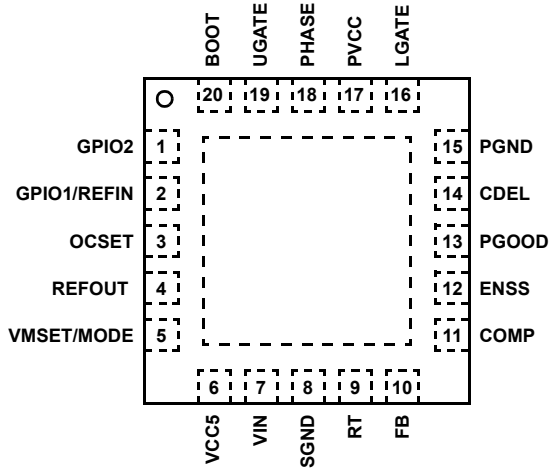 BOOT
UGATE
PHASE
PVCC
LGATE
20
19
18
17
16
GPIO2
1
15
PGND
GPIO1/REFIN
2
14
CDEL
OCSET
3
13
PGOOD
REFOUT
4
12
ENSS
VMSET/MODE
5
11
COMP
6
7
8
9
10
VCC5
VIN
SGND
RT
FB